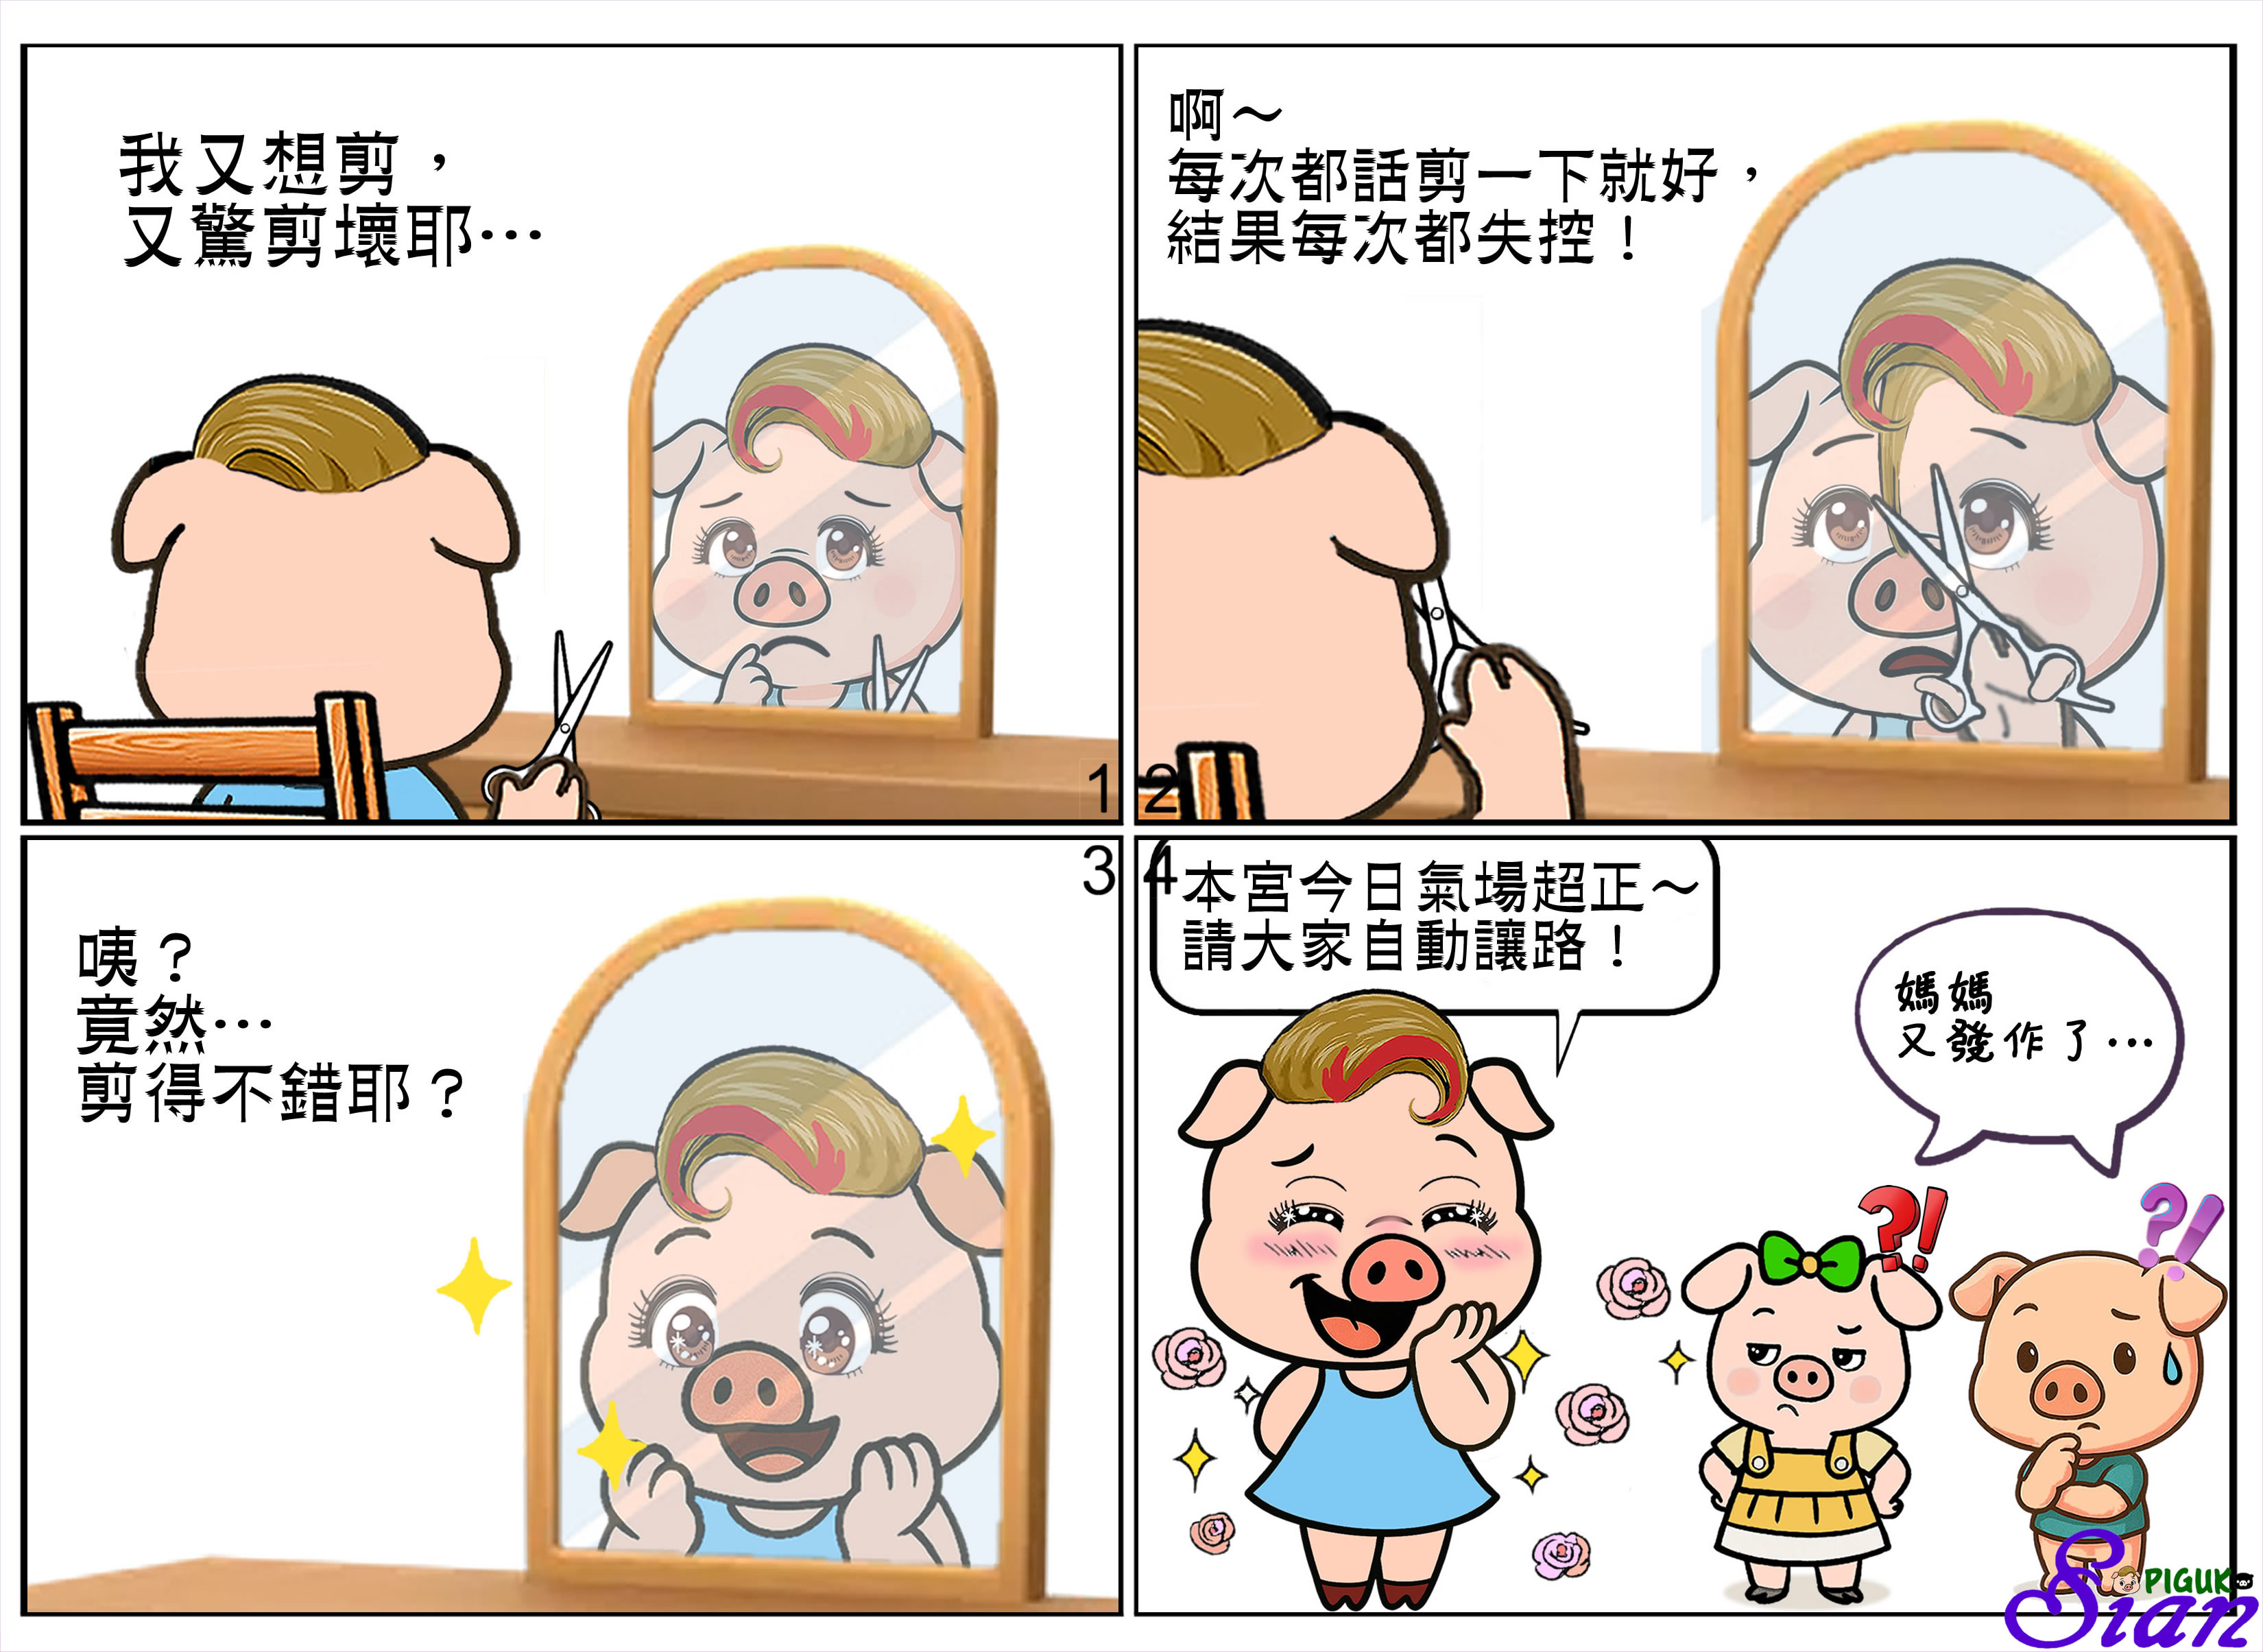 我又想剪，
又驚剪壞耶…
1
啊～
每次都話剪一下就好，
結果每次都失控！
2
咦？
竟然…
剪得不錯耶？
3
4
本宮今日氣場超正～
請大家自動讓路！
媽媽
又發作了…
?!
?!
PIGUK
Sian